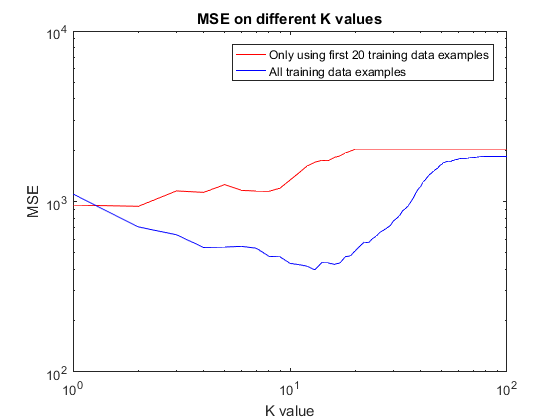 MSE on different K values
10^4
Only using first 20 training data examples
All training data examples
MSE
10^3
10^2
10^0
10^1
10^2
K value